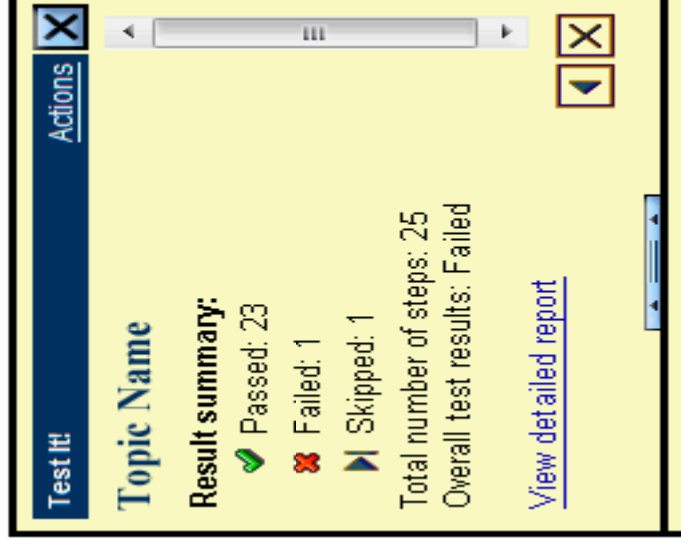 Test It! Actions
Topic Name
Result summary:
Passed: 23
Failed: 1
Skipped: 1
Total number of steps: 25
Overall test results: Failed
View detailed report